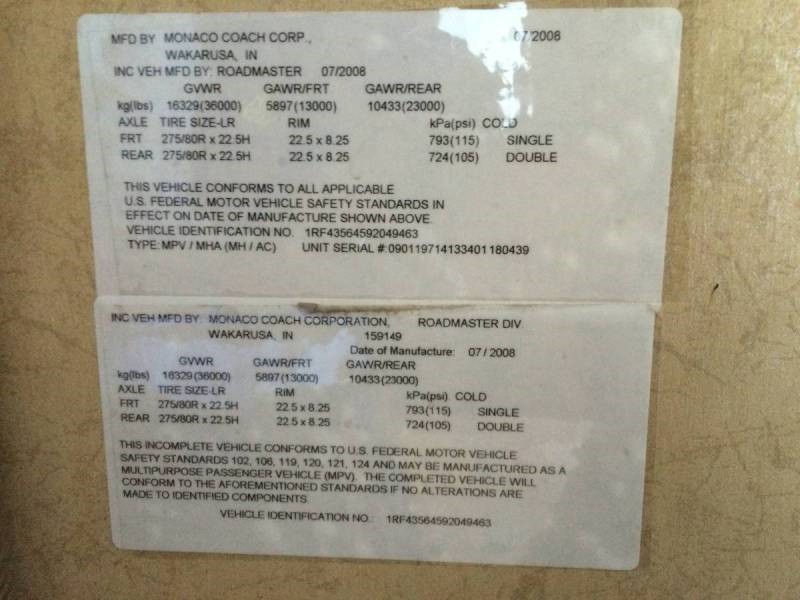 MFD BY MONACO COACH CORP., 07/2008
WAKARUSA, IN
INC VEH MFD BY: ROADMASTER 07/2008
GVWR GAWR/FRT GAWR/REAR
kg(lbs) 16329(36000) 5897(13000) 10433(23000)
AXLE TIRE SIZE-LR RIM kPa(psi) COLD
FRT 275/80R x 22.5H 22.5 x 8.25 793(115) SINGLE
REAR 275/80R x 22.5H 22.5 x 8.25 724(105) DOUBLE
THIS VEHICLE CONFORMS TO ALL APPLICABLE
U.S. FEDERAL MOTOR VEHICLE SAFETY STANDARDS IN
EFFECT ON DATE OF MANUFACTURE SHOWN ABOVE.
VEHICLE IDENTIFICATION NO. 1RF43564592049463
TYPE: MPV / MHA (MH / AC) UNIT SERIAL #: 090119714133401180439
INC VEH MFD BY: MONACO COACH CORPORATION, ROADMASTER DIV
WAKARUSA, IN 159149
Date of Manufacture: 07 / 2008
GVWR GAWR/FRT GAWR/REAR
kg(lbs) 16329(36000) 5897(13000) 10433(23000)
AXLE TIRE SIZE-LR RIM kPa(psi) COLD
FRT 275/80R x 22.5H 22.5 x 8.25 793(115) SINGLE
REAR 275/80R x 22.5H 22.5 x 8.25 724(105) DOUBLE
THIS INCOMPLETE VEHICLE CONFORMS TO U.S. FEDERAL MOTOR VEHICLE
SAFETY STANDARDS 102, 106, 119, 120, 121, 124 AND MAY BE MANUFACTURED AS A
MULTIPURPOSE PASSENGER VEHICLE (MPV). THE COMPLETED VEHICLE WILL
CONFORM TO THE AFOREMENTIONED STANDARDS IF NO ALTERATIONS ARE
MADE TO IDENTIFIED COMPONENTS
VEHICLE IDENTIFICATION NO.: 1RF43564592049463